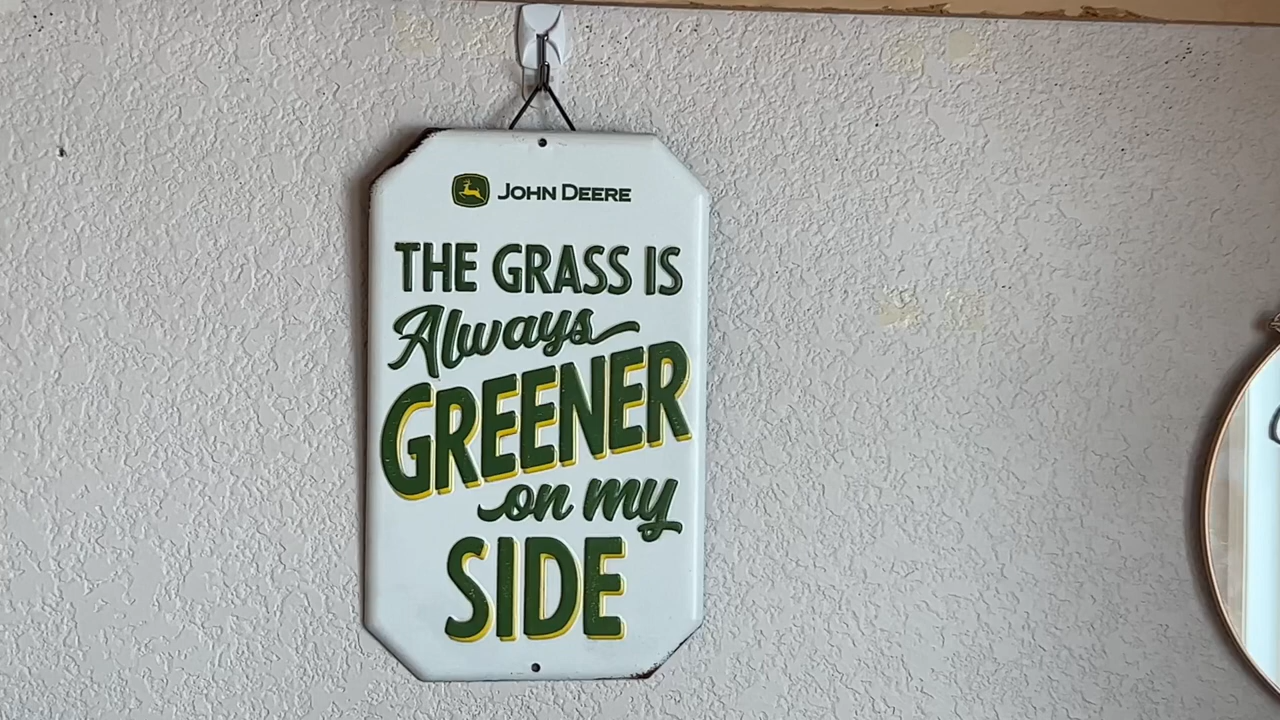 JOHN DEERE
THE GRASS IS
Always
GREENER
on my
SIDE